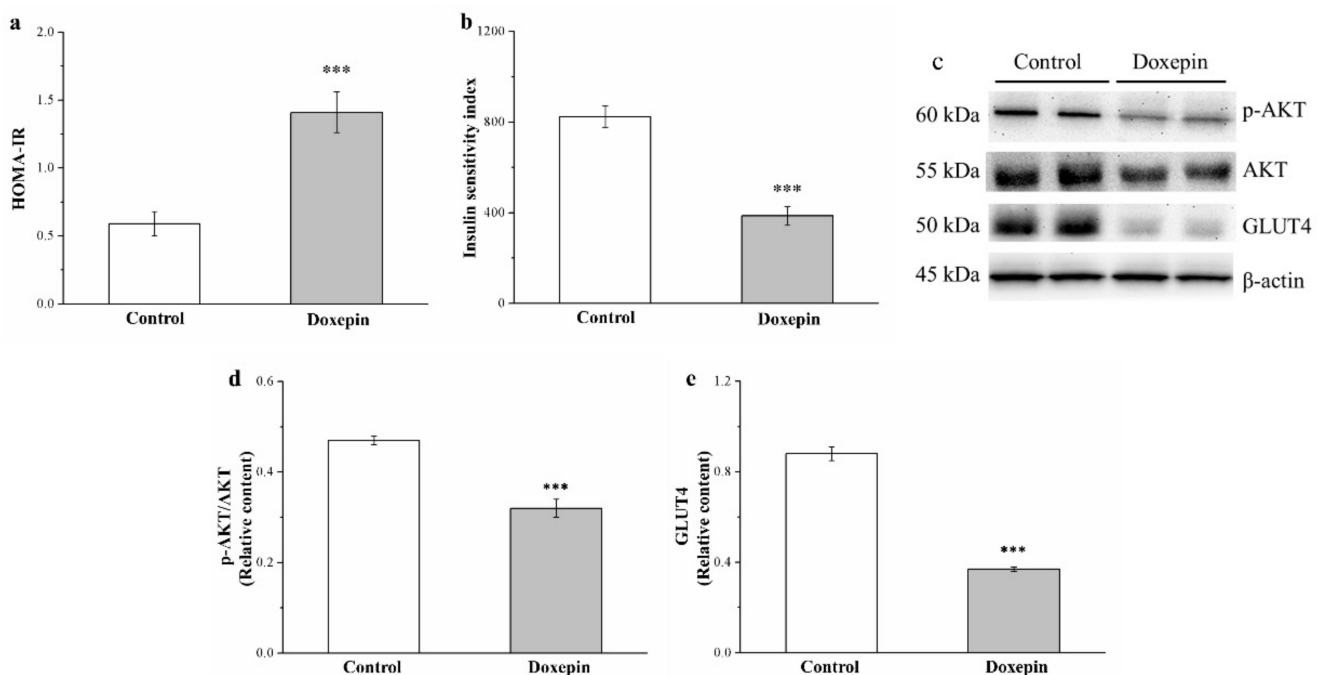 a
HOMA-IR
2.0
1.5
1.0
0.5
0.0
***
Control Doxepin
b
Insulin sensitivity index
1200
800
400
0
***
Control Doxepin
c
Control Doxepin
60 kDa p-AKT
55 kDa AKT
50 kDa GLUT4
45 kDa β-actin
d
p-AKT/AKT
(Relative content)
0.6
0.4
0.2
0.0
***
Control Doxepin
e
GLUT4
(Relative content)
1.2
0.8
0.4
0.0
***
Control Doxepin